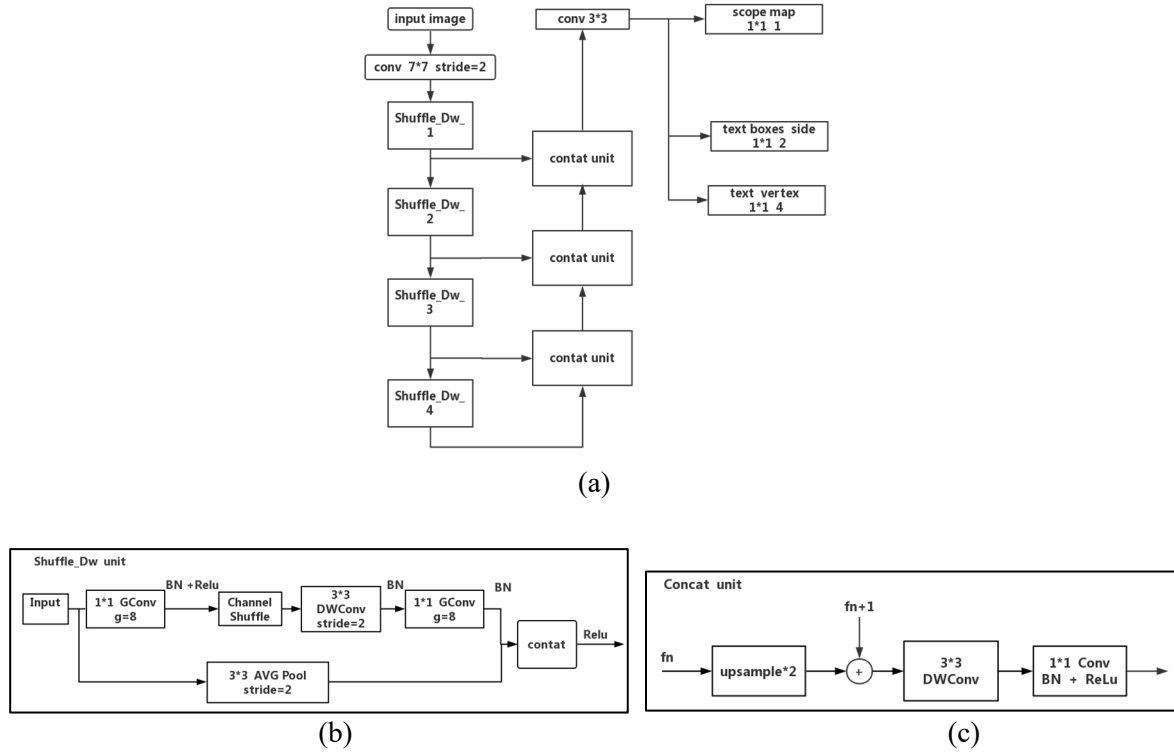 input image
conv 7*7 stride=2
Shuffle_Dw_
1
Shuffle_Dw_
2
Shuffle_Dw_
3
Shuffle_Dw_
4
conv 3*3
contat unit
contat unit
contat unit
scope map
1*1 1
text boxes side
1*1 2
text vertex
1*1 4
(a)
Shuffle_Dw unit
Input
1*1 GConv
g=8
BN +Relu
Channel
Shuffle
3*3
DWConv
stride=2
BN
1*1 GConv
g=8
BN
contat
Relu
3*3 AVG Pool
stride=2
(b)
Concat unit
fn
upsample*2
fn+1
+
3*3
DWConv
1*1 Conv
BN + ReLu
(c)